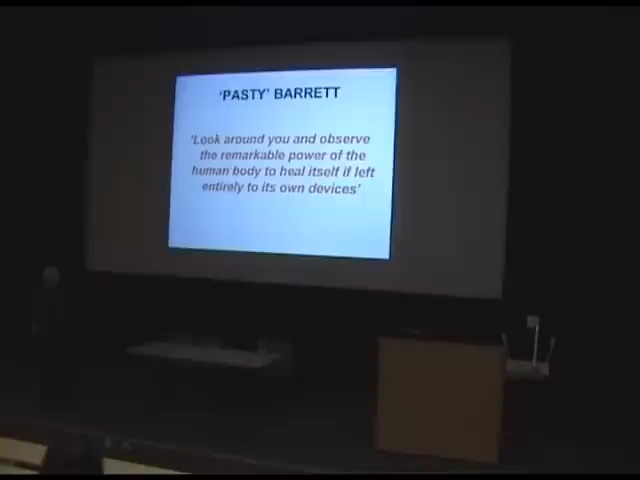 ‘PASTY’ BARRETT
‘Look around you and observe
the remarkable power of the
human body to heal itself if left
entirely to its own devices’